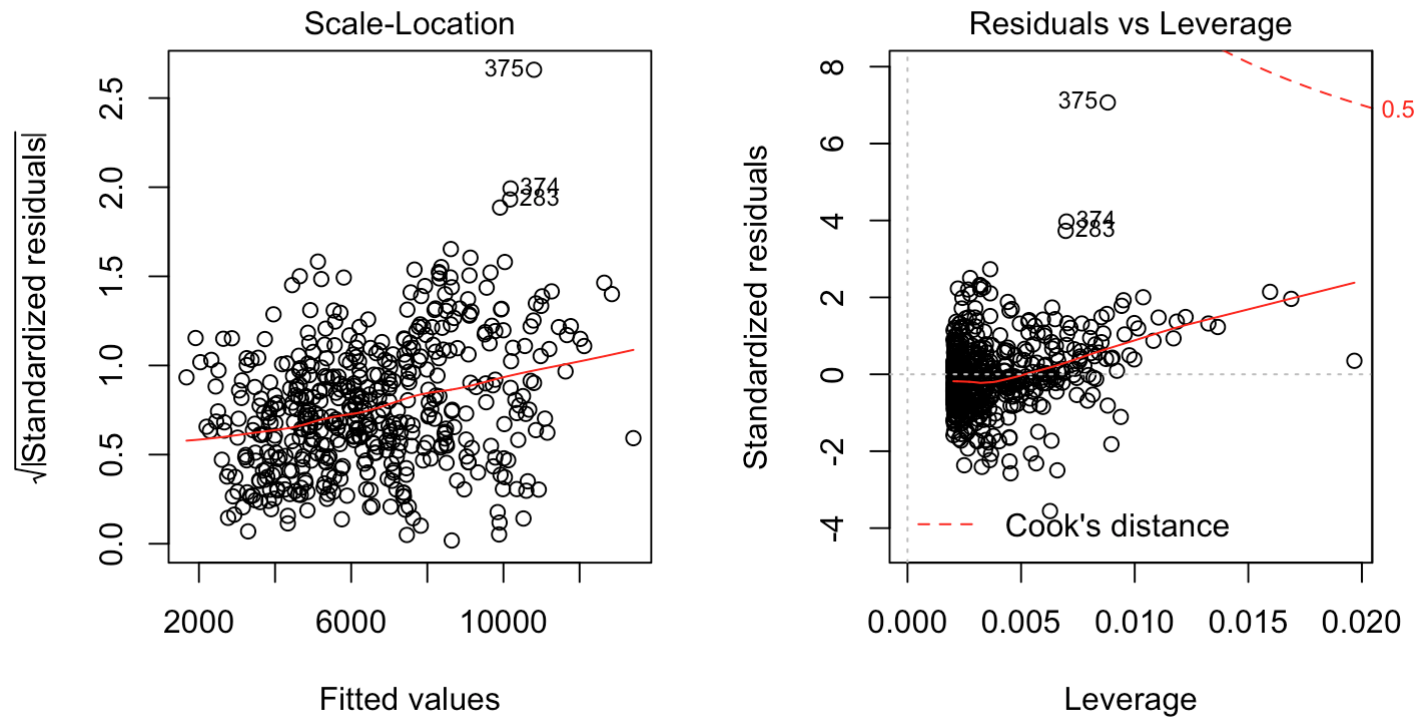 Scale-Location
√|Standardized residuals|
2.5
2.0
1.5
1.0
0.5
0.0
375
374
283
2000 6000 10000
Fitted values
Residuals vs Leverage
Standardized residuals
8
6
4
2
0
-2
-4
375
374
283
0.5
Cook's distance
0.000 0.005 0.010 0.015 0.020
Leverage